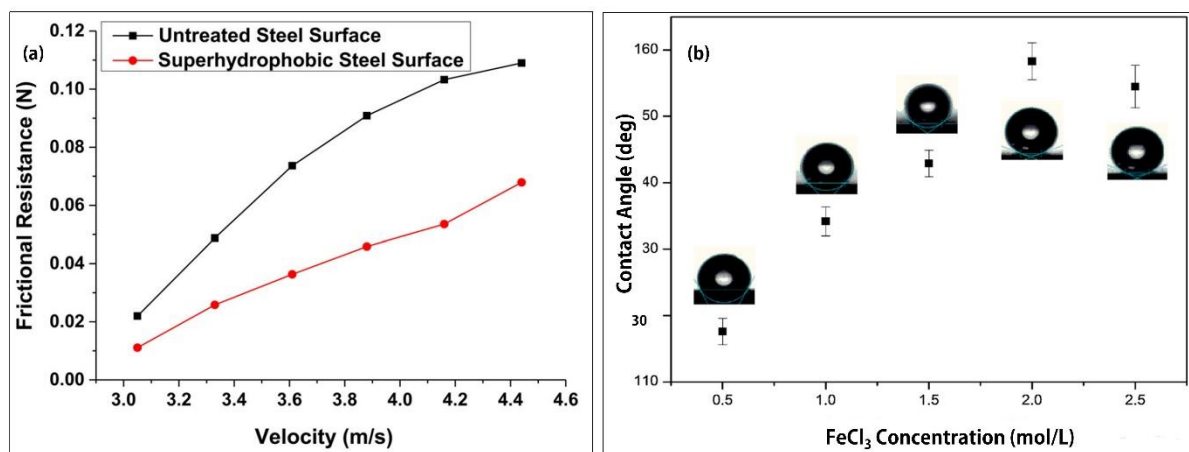 (a)
Untreated Steel Surface
Superhydrophobic Steel Surface
Frictional Resistance (N)
0.12
0.10
0.08
0.06
0.04
0.02
0.00
3.0 3.2 3.4 3.6 3.8 4.0 4.2 4.4 4.6
Velocity (m/s)
(b)
Contact Angle (deg)
160
50
40
30
30
110
0.5 1.0 1.5 2.0 2.5
FeCl₃ Concentration (mol/L)